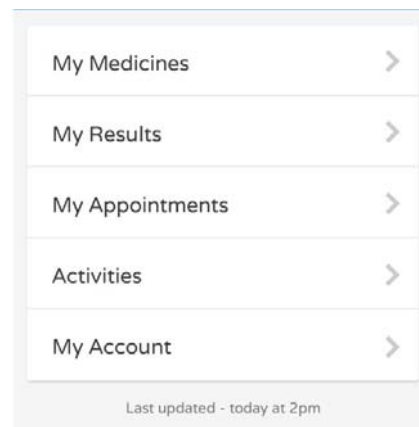 My Medicines
My Results
My Appointments
Activities
My Account
Last updated - today at 2pm